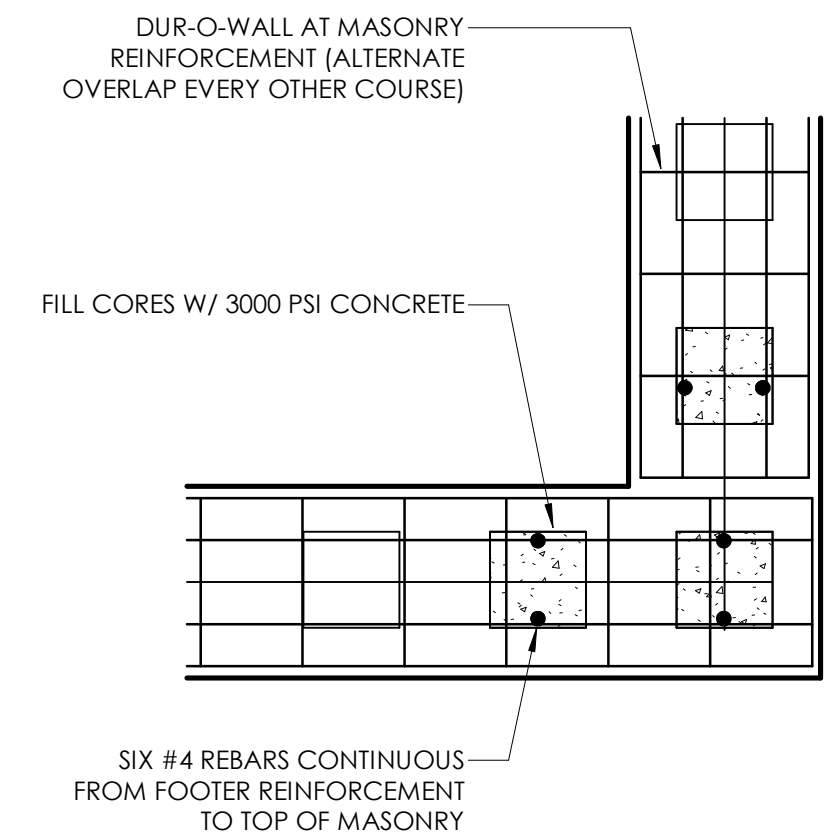 DUR-O-WALL AT MASONRY
REINFORCEMENT (ALTERNATE
OVERLAP EVERY OTHER COURSE)
FILL CORES W/ 3000 PSI CONCRETE
SIX #4 REBARS CONTINUOUS
FROM FOOTER REINFORCEMENT
TO TOP OF MASONRY